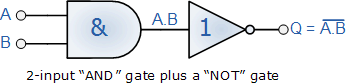 A
B
&
A.B
1
Q = A.B
2-input “AND” gate plus a “NOT” gate